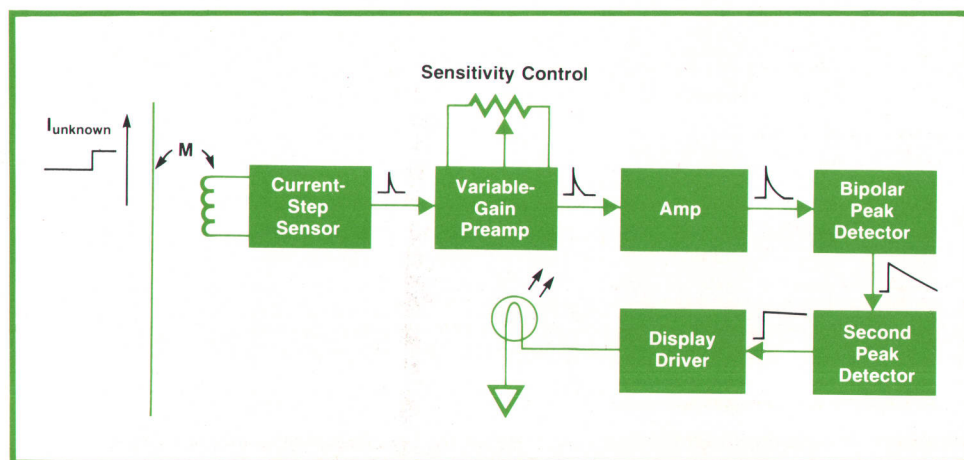 Sensitivity Control
Iunknown
M
Current-
Step
Sensor
Variable-
Gain
Preamp
Amp
Bipolar
Peak
Detector
Display
Driver
Second
Peak
Detector